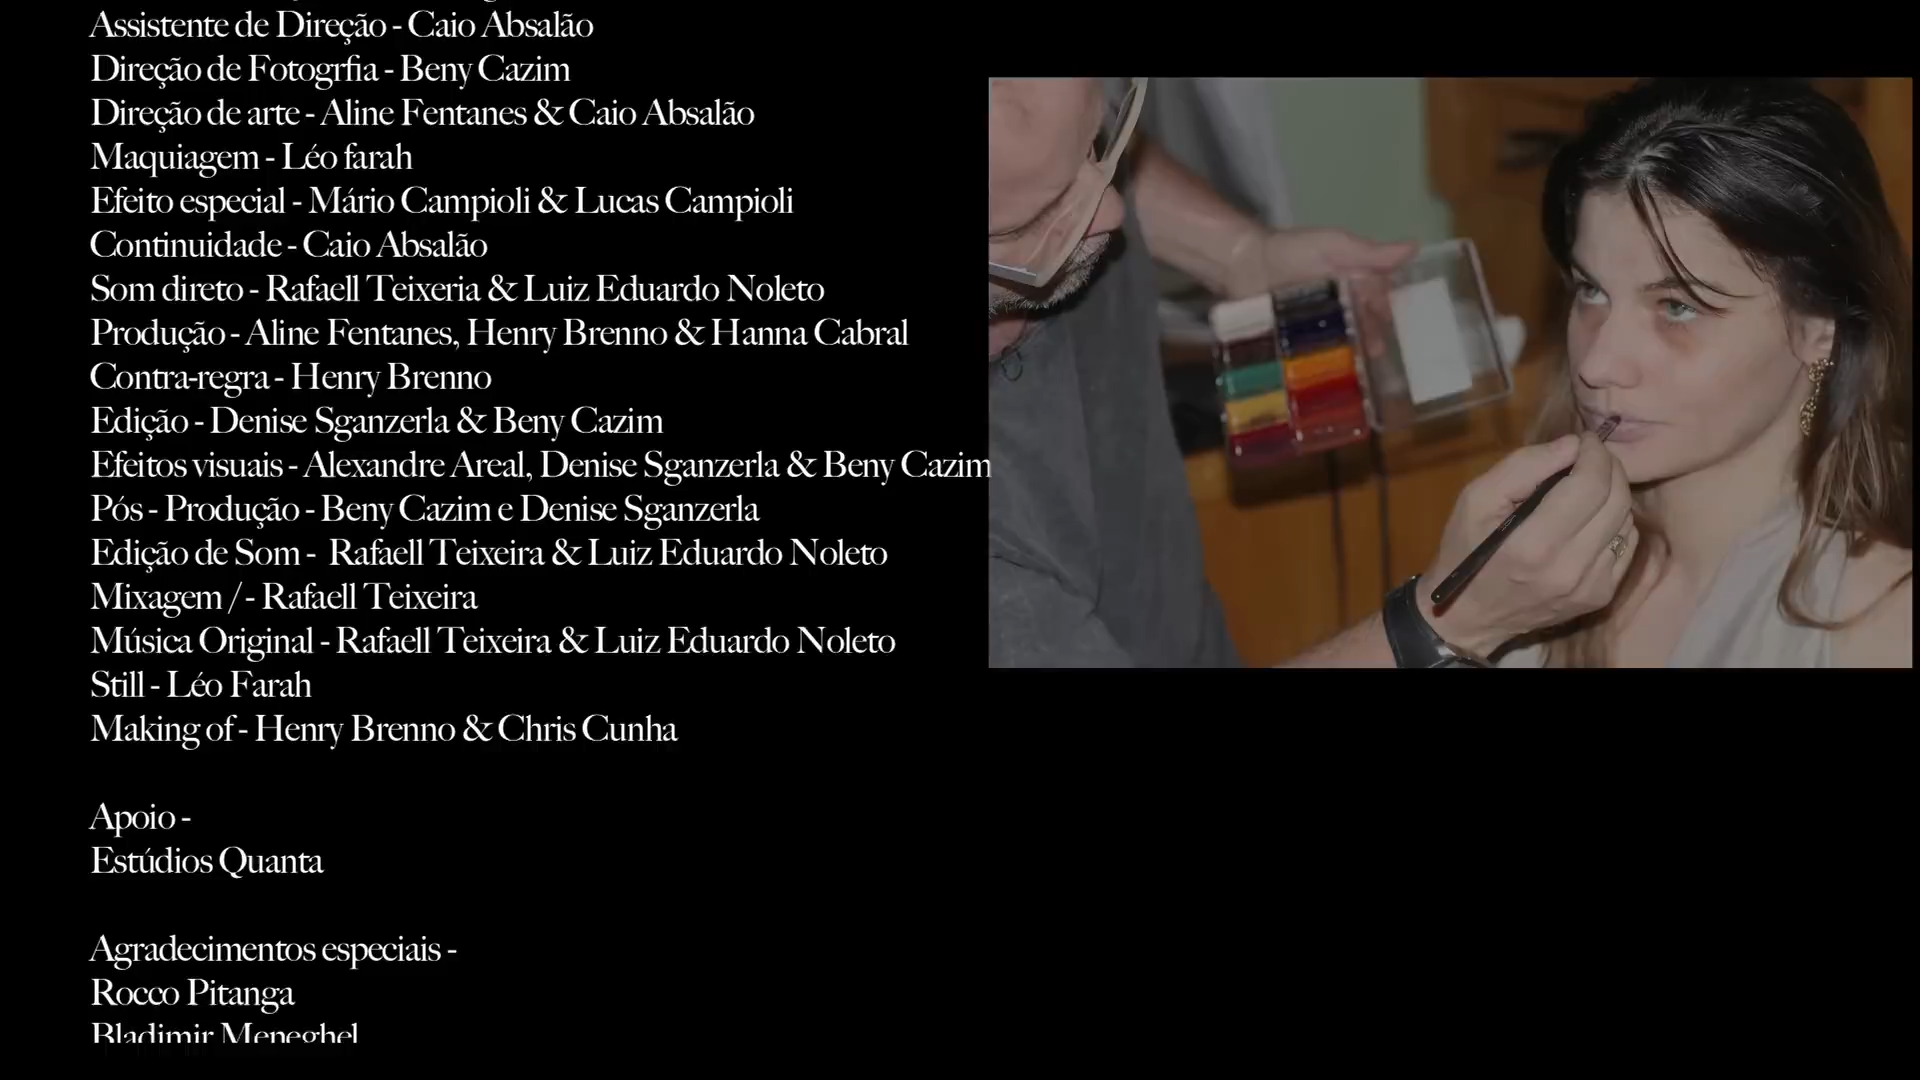 Assistente de Direção - Caio Absalão
Direção de Fotogrfia - Beny Cazim
Direção de arte - Aline Fentanes & Caio Absalão
Maquiagem - Léo farah
Efeito especial - Mário Campioli & Lucas Campioli
Continuidade - Caio Absalão
Som direto - Rafaell Teixeria & Luiz Eduardo Noleto
Produção - Aline Fentanes, Henry Brenno & Hanna Cabral
Contra-regra - Henry Brenno
Edição - Denise Sganzerla & Beny Cazim
Efeitos visuais - Alexandre Areal, Denise Sganzerla & Beny Cazim
Pós - Produção - Beny Cazim e Denise Sganzerla
Edição de Som - Rafaell Teixeira & Luiz Eduardo Noleto
Mixagem / - Rafaell Teixeira
Música Original - Rafaell Teixeira & Luiz Eduardo Noleto
Still - Léo Farah
Making of - Henry Brenno & Chris Cunha
Apoio -
Estúdios Quanta
Agradecimentos especiais -
Rocco Pitanga
Bladimir Meneghel